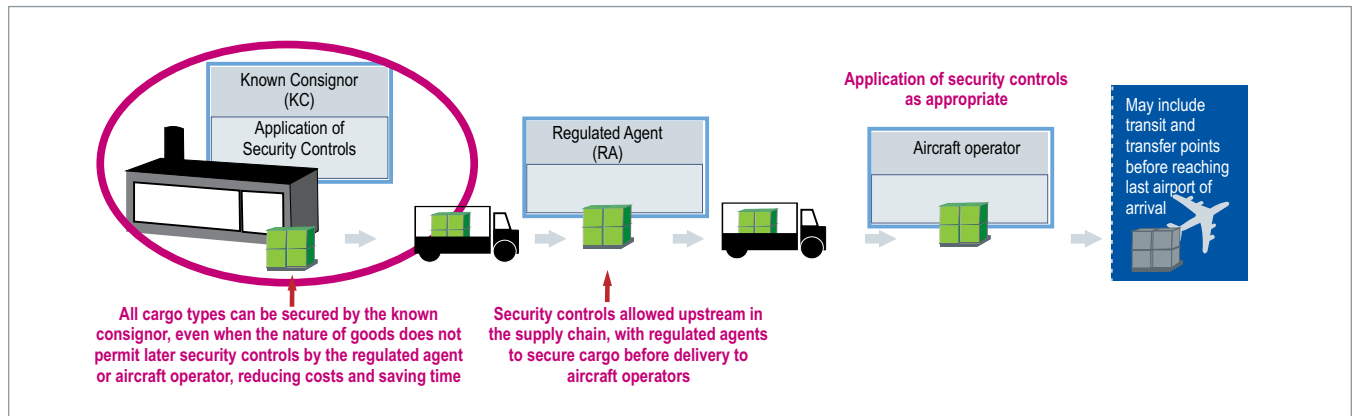 Known Consignor
(KC)
Application of
Security Controls
All cargo types can be secured by the known
consignor, even when the nature of goods does not
permit later security controls by the regulated agent
or aircraft operator, reducing costs and saving time
Regulated Agent
(RA)
Security controls allowed upstream in
the supply chain, with regulated agents
to secure cargo before delivery to
aircraft operators
Application of security controls
as appropriate
Aircraft operator
May include
transit and
transfer points
before reaching
last airport of
arrival